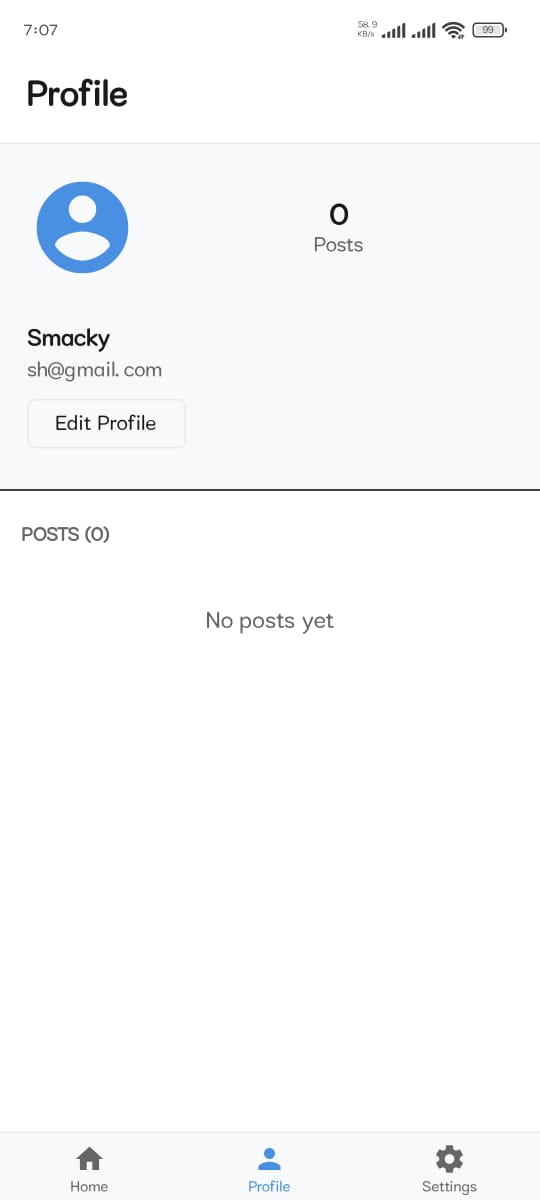 7:07
58.9
KB/s
99
Profile
0
Posts
Smacky
sh@gmail.com
Edit Profile
POSTS (0)
No posts yet
Home
Profile
Settings